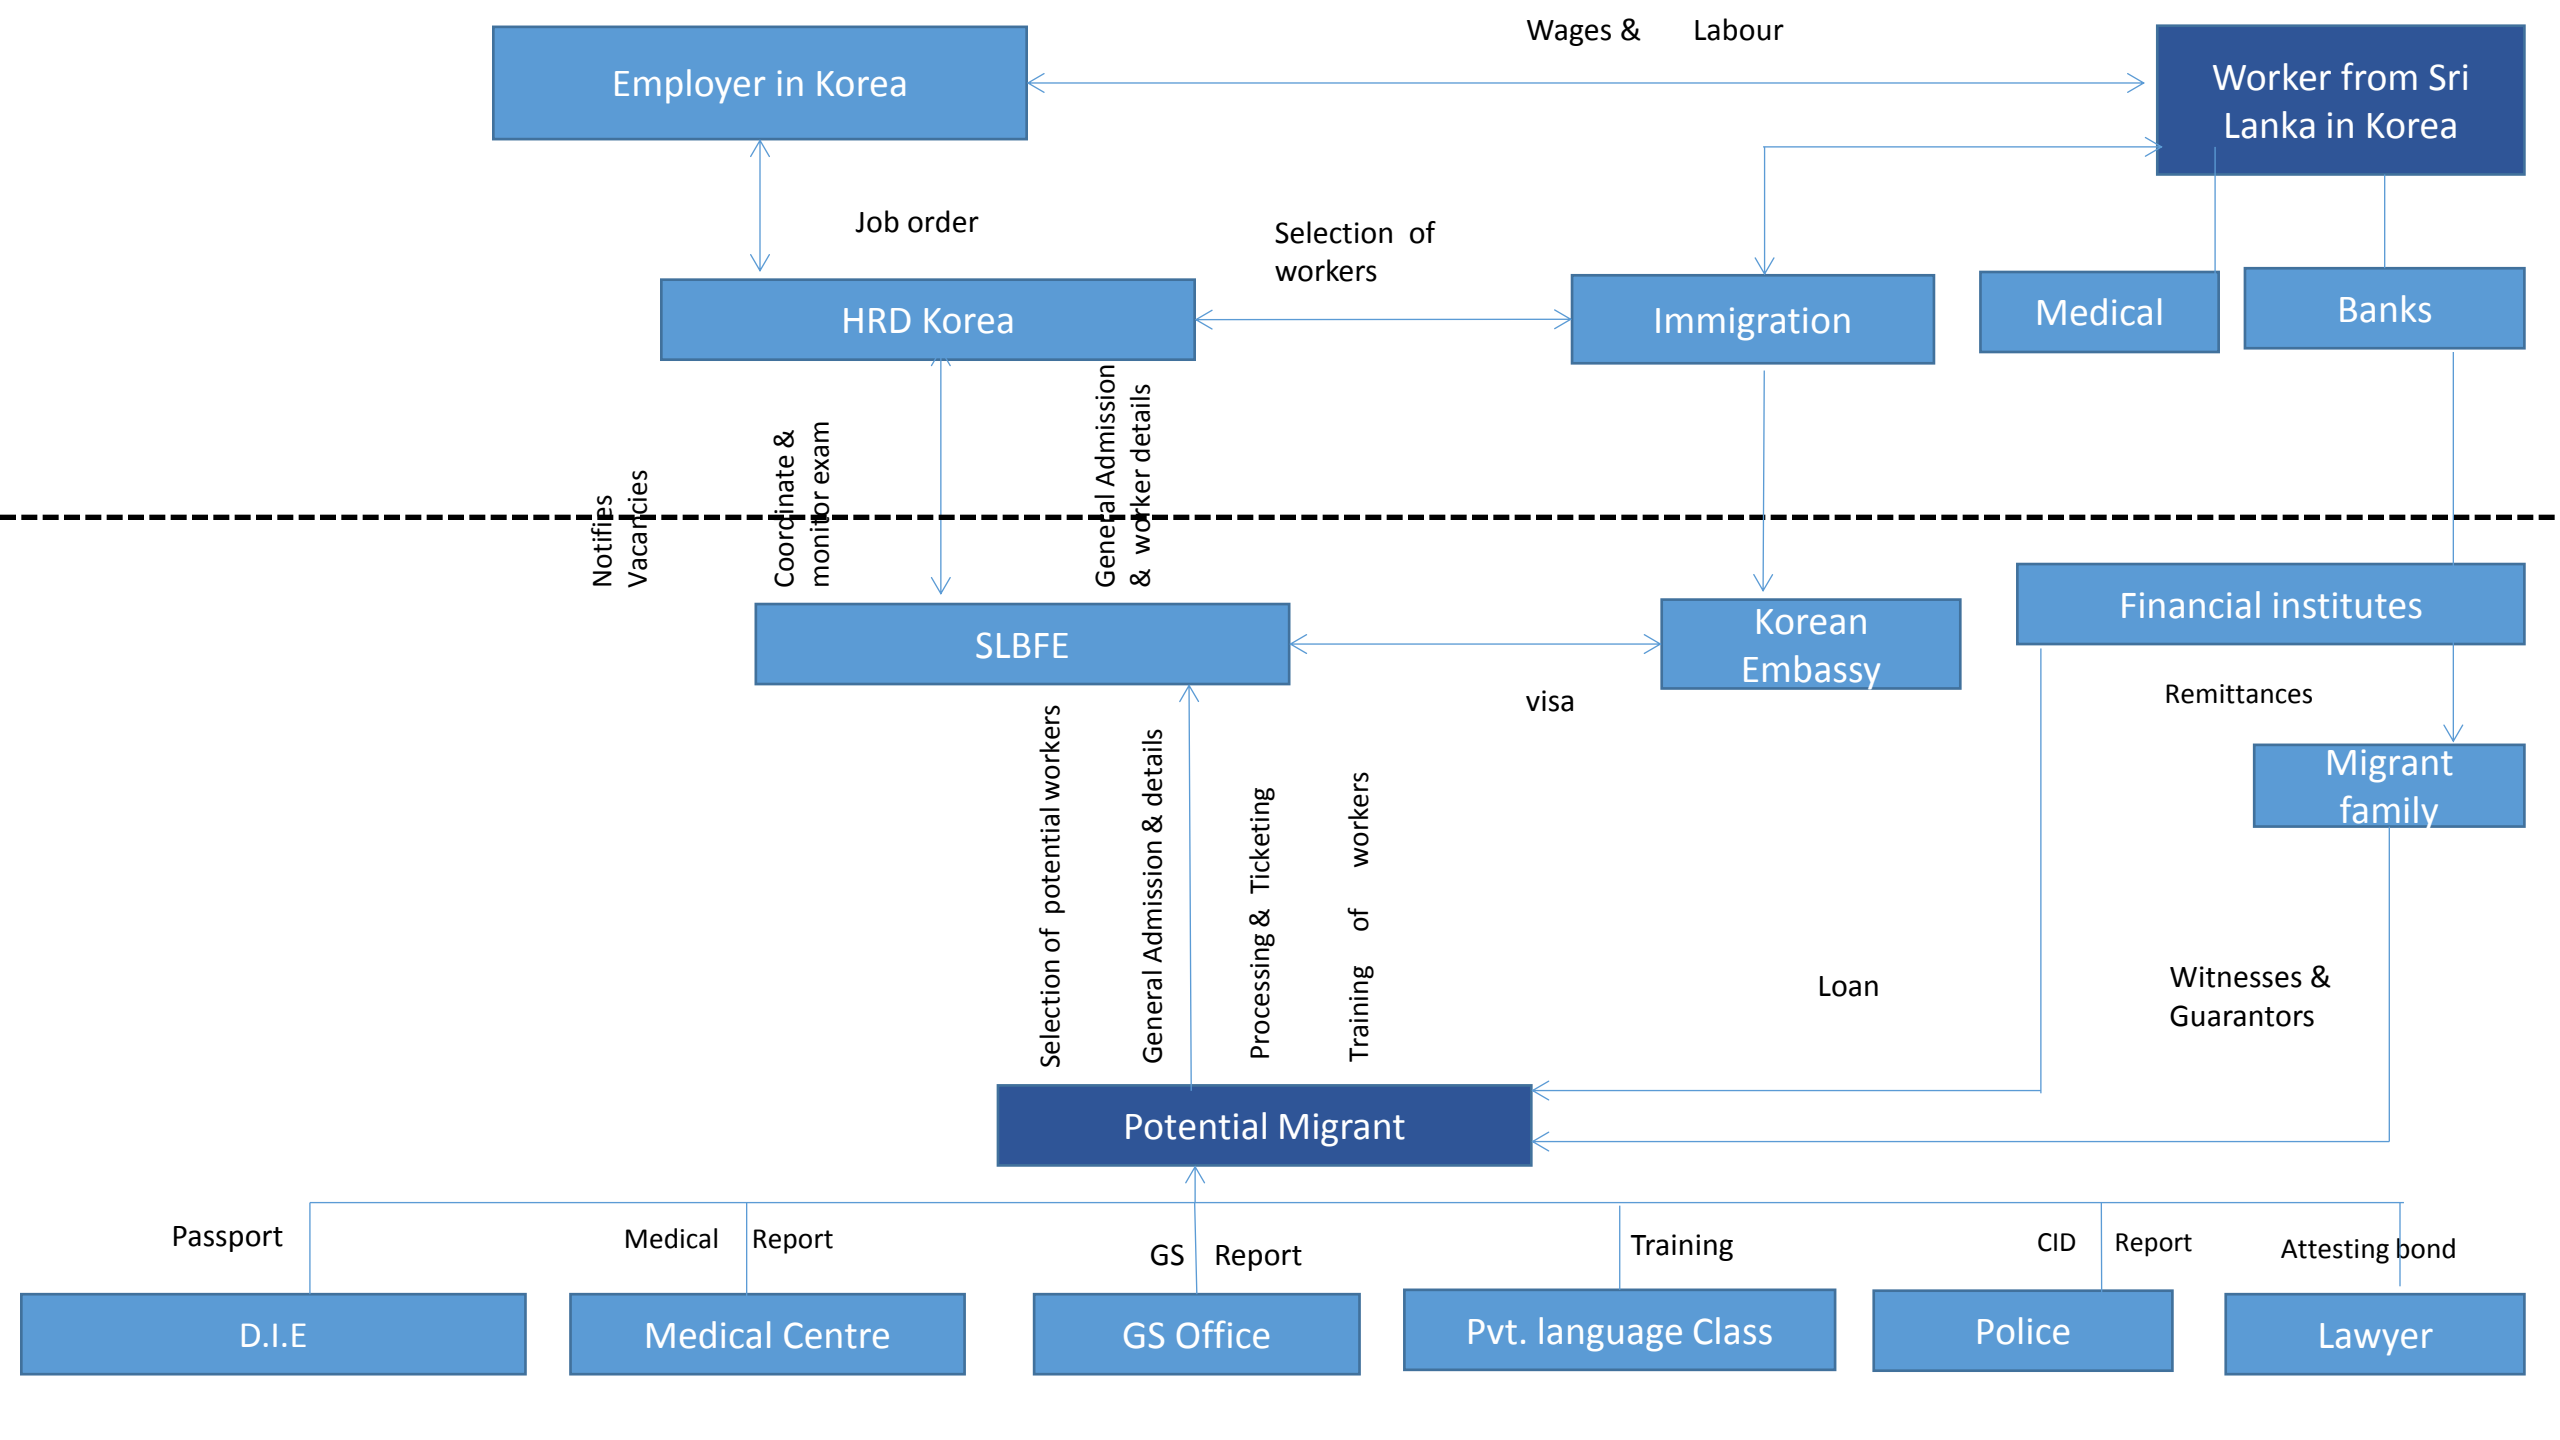 Wages & Labour
Employer in Korea
Worker from Sri
Lanka in Korea
Job order
Selection of
workers
HRD Korea
Immigration
Medical
Banks
Notifies
Vacancies
Coordinate &
monitor exam
General Admission
& worker details
SLBFE
Korean
Embassy
Financial institutes
visa
Remittances
Migrant
family
Selection of potential workers
General Admission & details
Processing & Ticketing
Training of workers
Loan
Witnesses &
Guarantors
Potential Migrant
Passport
Medical Report
GS Report
Training
CID Report
Attesting bond
D.I.E
Medical Centre
GS Office
Pvt. language Class
Police
Lawyer